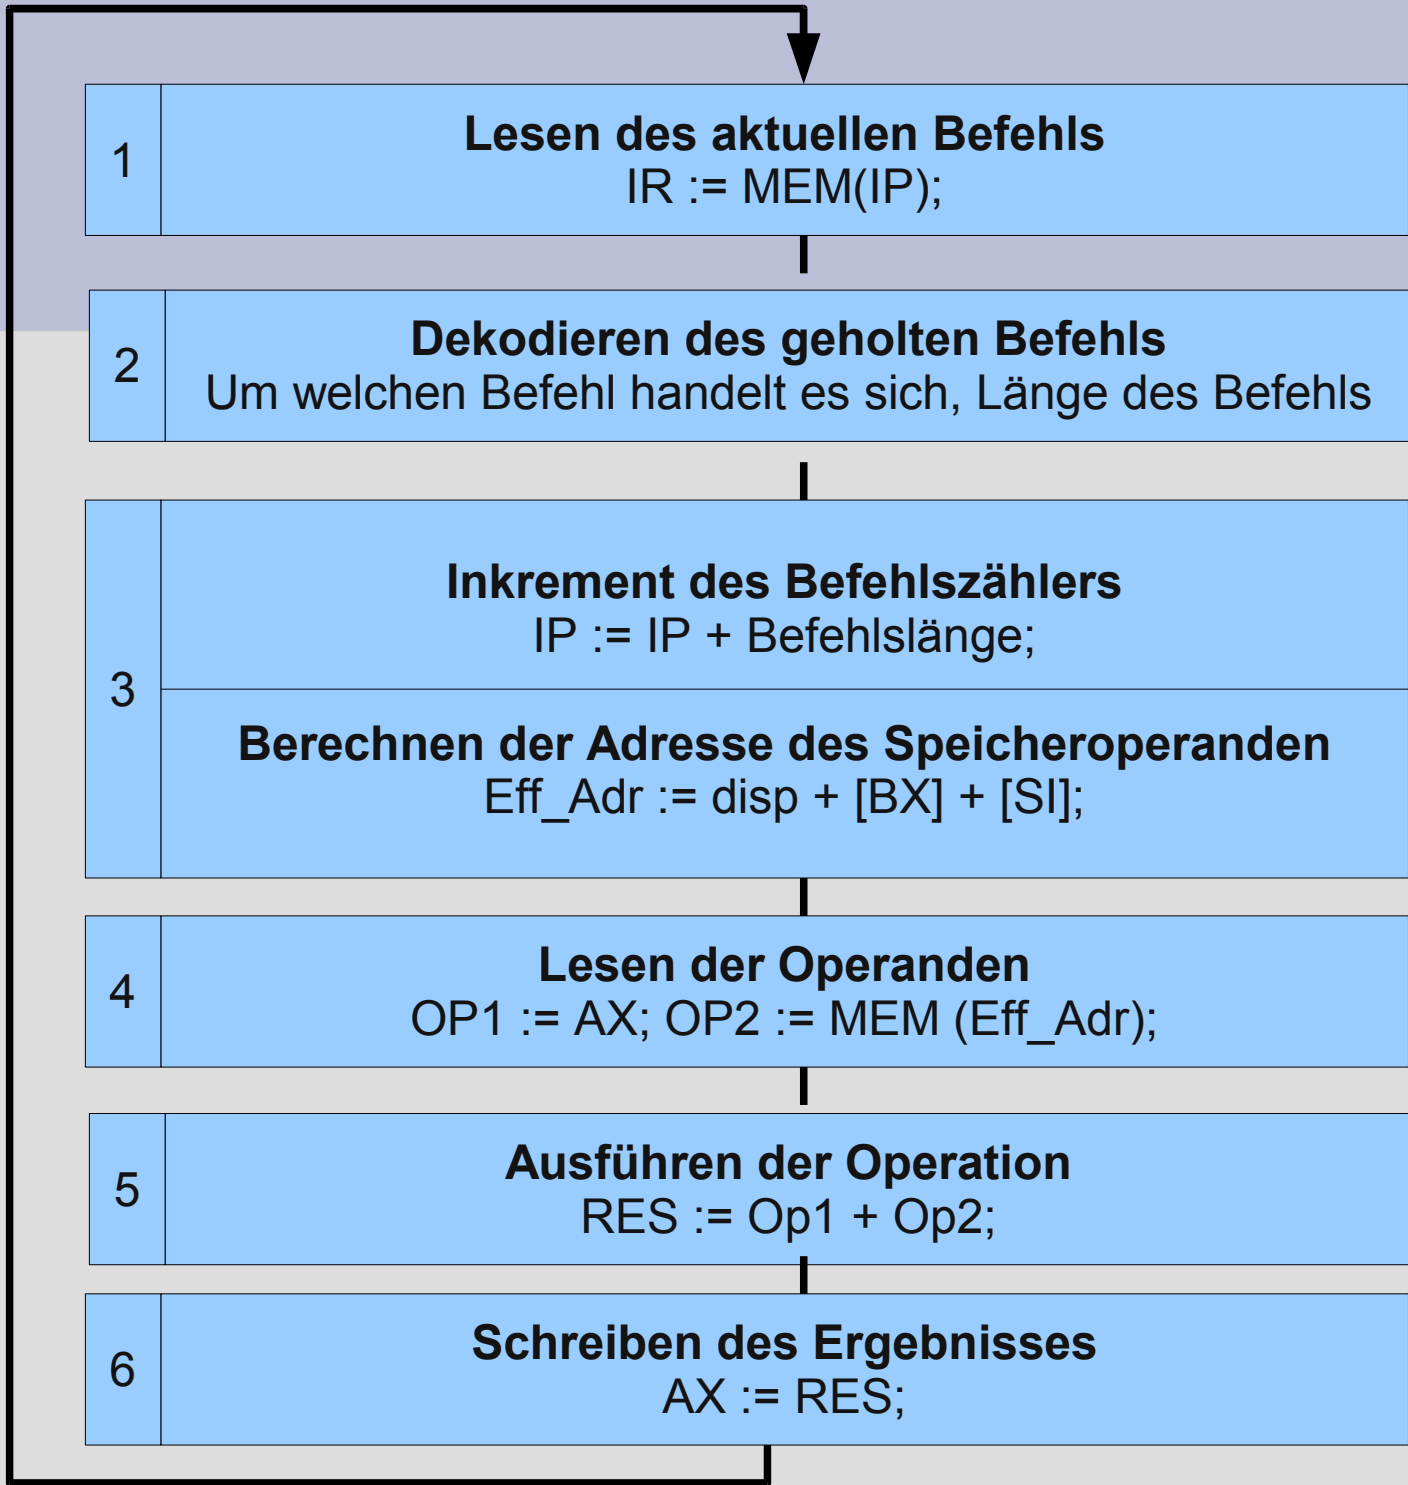 1
Lesen des aktuellen Befehls
IR := MEM(IP);
2
Dekodieren des geholten Befehls
Um welchen Befehl handelt es sich, Länge des Befehls
3
Inkrement des Befehlszählers
IP := IP + Befehlslänge;
Berechnen der Adresse des Speicheroperanden
Eff_Adr := disp + [BX] + [SI];
4
Lesen der Operanden
OP1 := AX; OP2 := MEM (Eff_Adr);
5
Ausführen der Operation
RES := Op1 + Op2;
6
Schreiben des Ergebnisses
AX := RES;